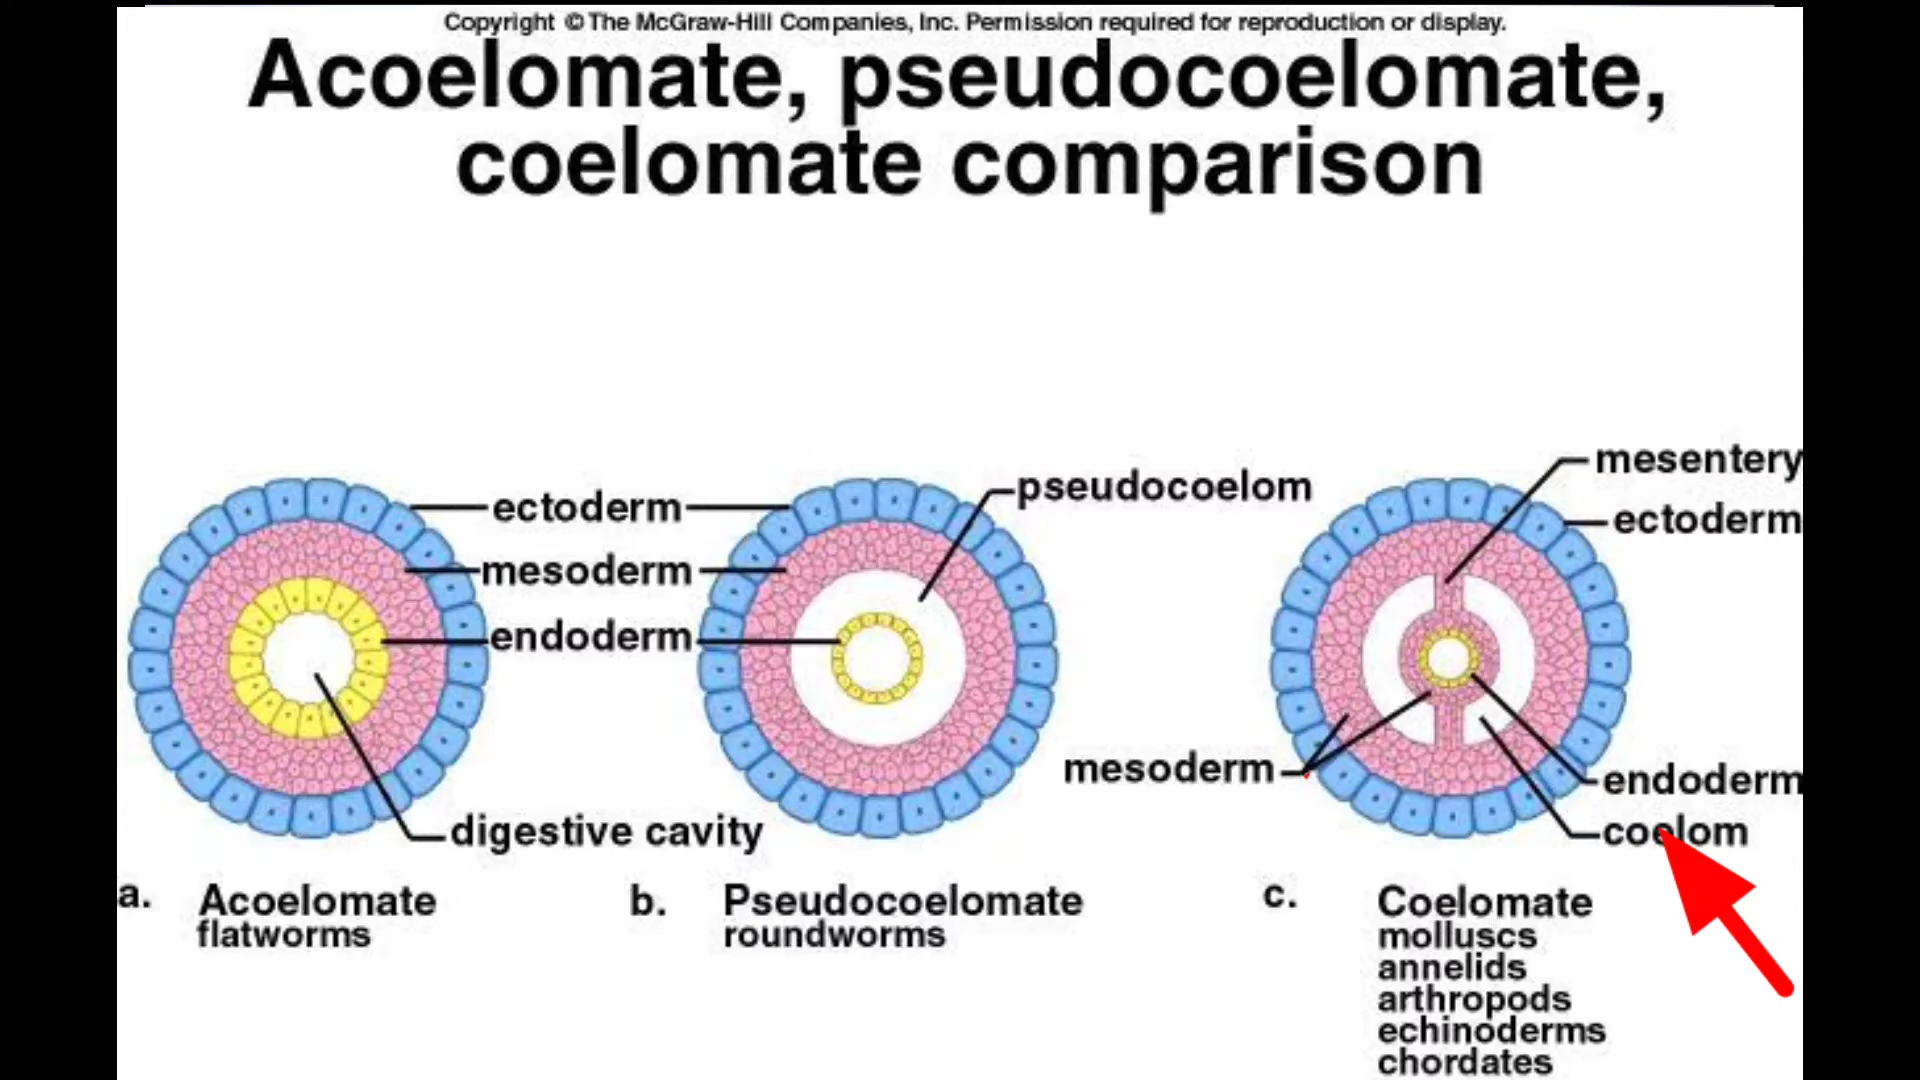 Copyright © The McGraw-Hill Companies, Inc. Permission required for reproduction or display.
Acoelomate, pseudocoelomate,
coelomate comparison
ectoderm
mesoderm
endoderm
digestive cavity
pseudocoelom
mesentery
ectoderm
mesoderm
endoderm
coelom
a. Acoelomate
flatworms
b. Pseudocoelomate
roundworms
c. Coelomate
molluscs
annelids
arthropods
echinoderms
chordates